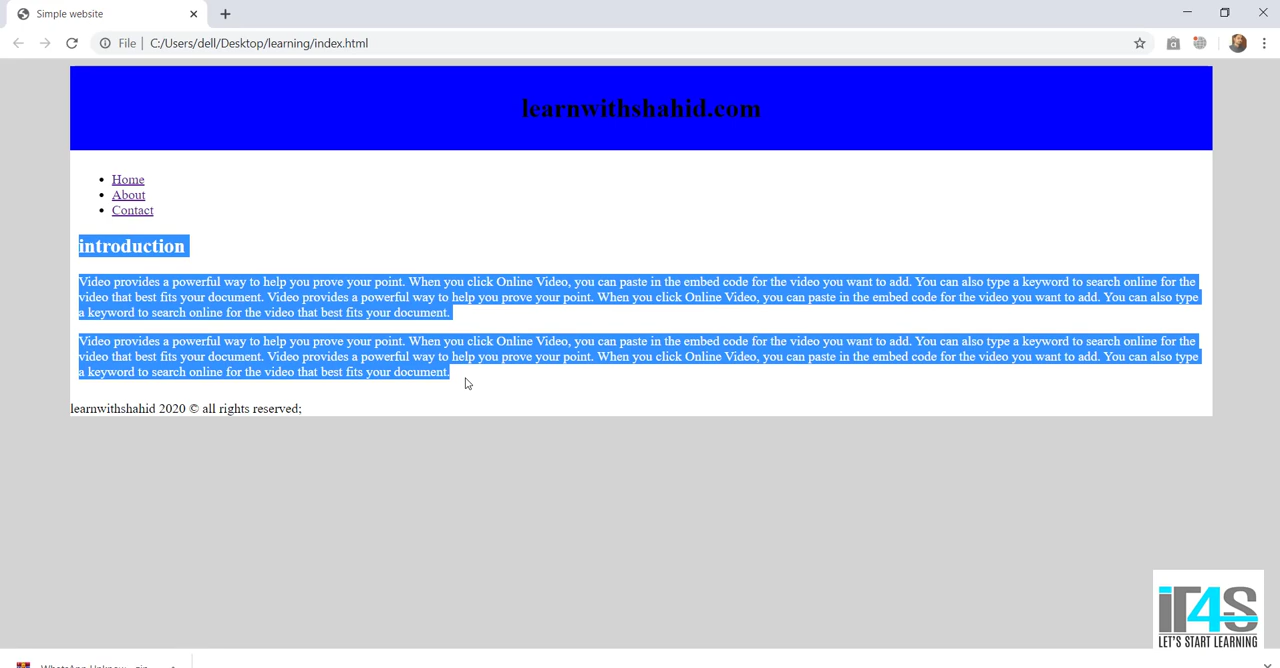 Simple website
File
C:/Users/dell/Desktop/learning/index.html
learnwithshahid.com
Home
About
Contact
introduction
Video provides a powerful way to help you prove your point. When you click Online Video, you can paste in the embed code for the video you want to add. You can also type a keyword to search online for the
video that best fits your document. Video provides a powerful way to help you prove your point. When you click Online Video, you can paste in the embed code for the video you want to add. You can also type
a keyword to search online for the video that best fits your document.
Video provides a powerful way to help you prove your point. When you click Online Video, you can paste in the embed code for the video you want to add. You can also type a keyword to search online for the
video that best fits your document. Video provides a powerful way to help you prove your point. When you click Online Video, you can paste in the embed code for the video you want to add. You can also type
a keyword to search online for the video that best fits your document.
learnwithshahid 2020 © all rights reserved;
iT4S
LET'S START LEARNING